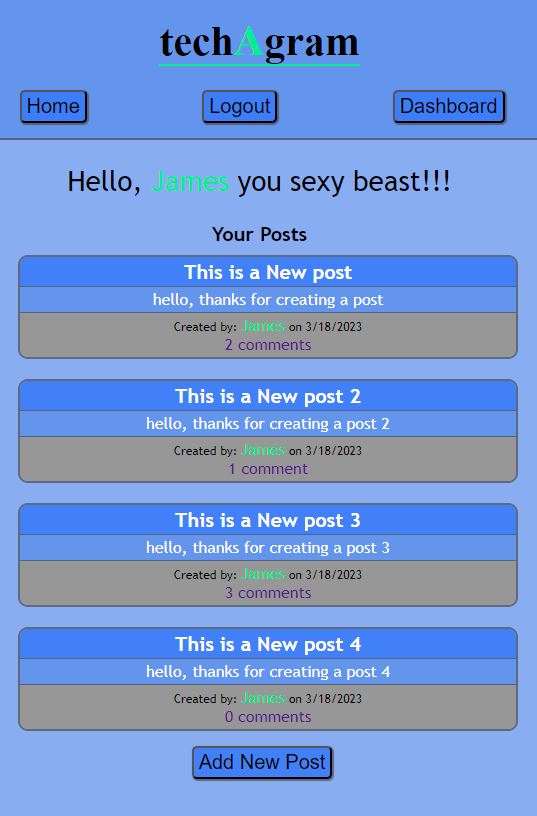 techAgram
Home Logout Dashboard
Hello, James you sexy beast!!!
Your Posts
This is a New post
hello, thanks for creating a post
Created by: James on 3/18/2023
2 comments
This is a New post 2
hello, thanks for creating a post 2
Created by: James on 3/18/2023
1 comment
This is a New post 3
hello, thanks for creating a post 3
Created by: James on 3/18/2023
3 comments
This is a New post 4
hello, thanks for creating a post 4
Created by: James on 3/18/2023
0 comments
Add New Post